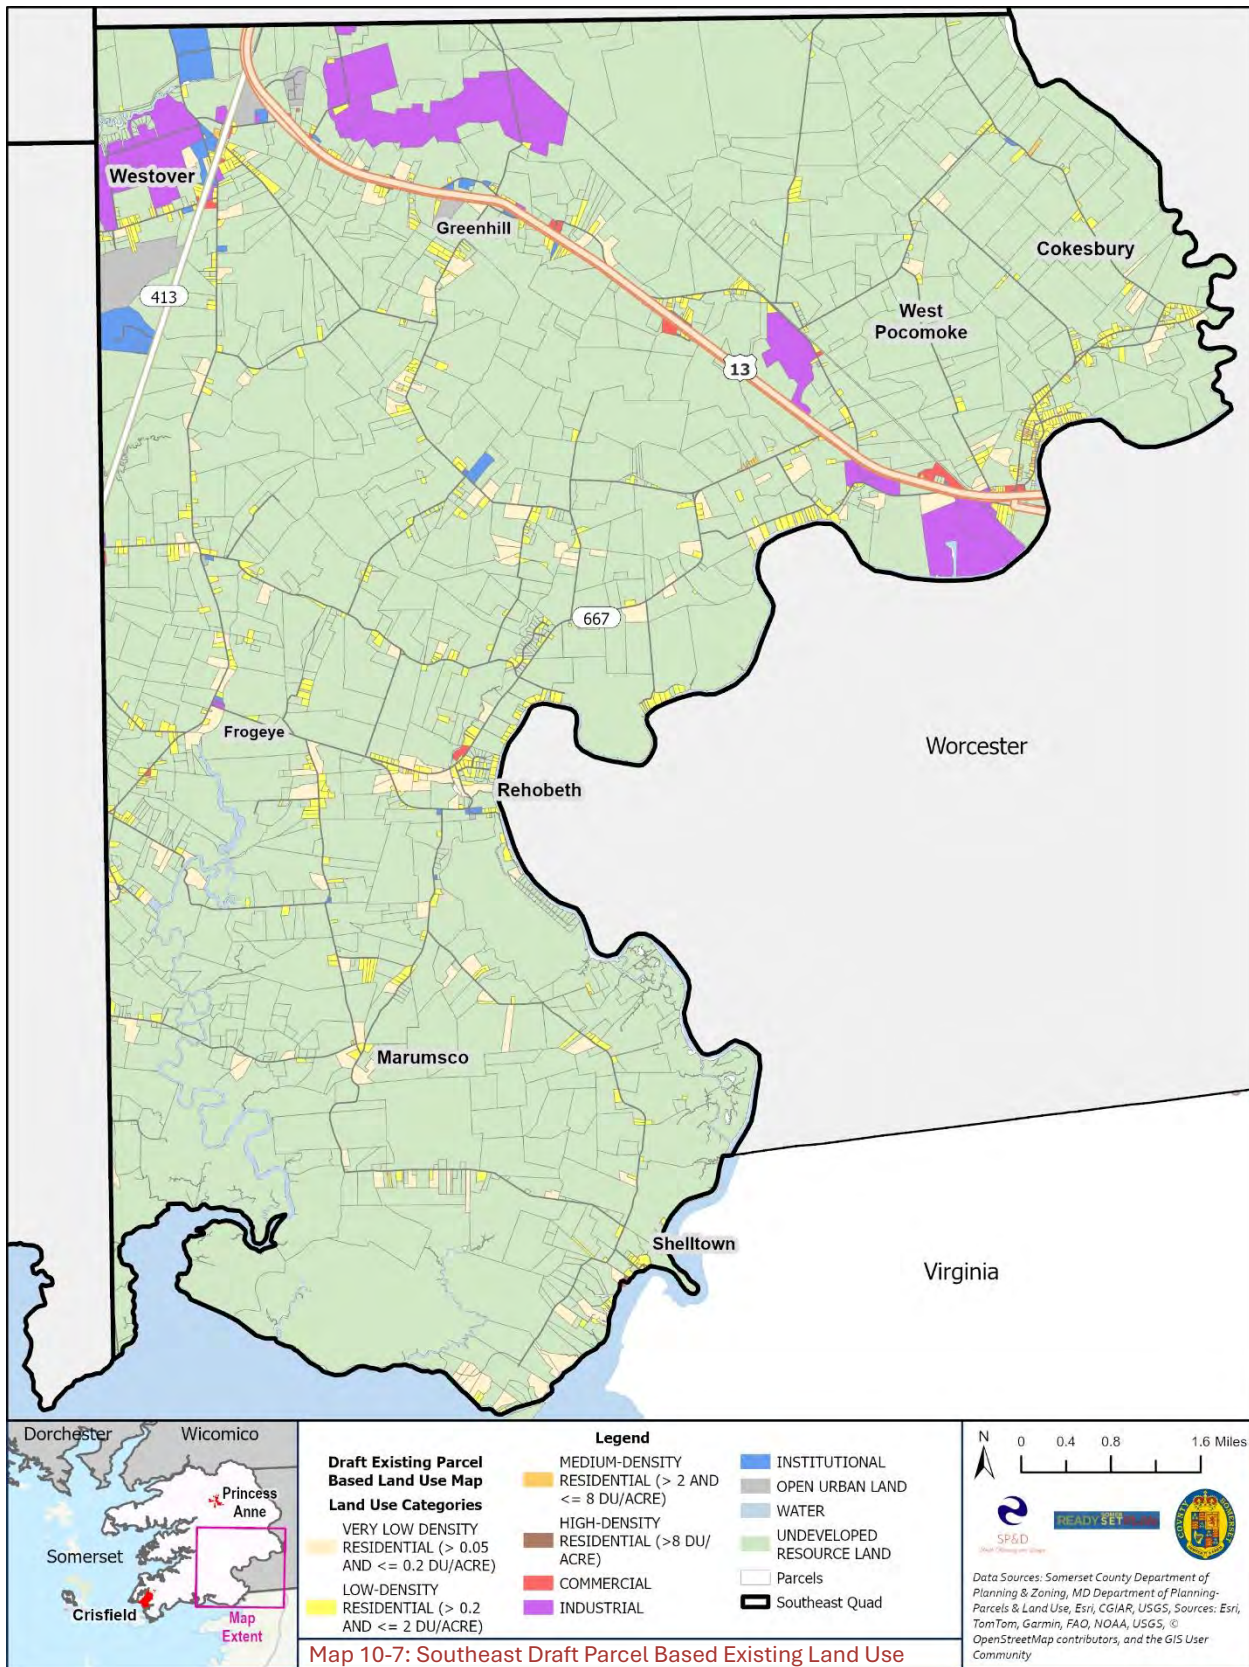 Westover
Greenhill
Cokesbury
413
West
Pocomoke
13
667
Frogeye
Worcester
Rehobeth
Marumsco
Shelltown
Virginia
Dorchester
Wicomico
Princess
Anne
Somerset
Crisfield
Map
Extent
Legend
Draft Existing Parcel
Based Land Use Map
Land Use Categories
VERY LOW DENSITY
RESIDENTIAL (> 0.05
AND <= 0.2 DU/ACRE)
LOW-DENSITY
RESIDENTIAL (> 0.2
AND <= 2 DU/ACRE)
MEDIUM-DENSITY
RESIDENTIAL (> 2 AND
<= 8 DU/ACRE)
HIGH-DENSITY
RESIDENTIAL (>8 DU/
ACRE)
COMMERCIAL
INDUSTRIAL
INSTITUTIONAL
OPEN URBAN LAND
WATER
UNDEVELOPED
RESOURCE LAND
Parcels
Southeast Quad
Map 10-7: Southeast Draft Parcel Based Existing Land Use
N
0 0.4 0.8 1.6 Miles
SP&D
READY SET
COUNTY SOMERSET
Data Sources: Somerset County Department of
Planning & Zoning, MD Department of Planning-
Parcels & Land Use, Esri, CGIAR, USGS, Sources: Esri,
TomTom, Garmin, FAO, NOAA, USGS, ©
OpenStreetMap contributors, and the GIS User
Community